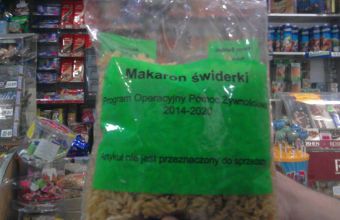 Makaron świderki
Program Operacyjny Pomoc Żywnościowa
2014-2020
Artykuł nie jest przeznaczony do sprzedaży